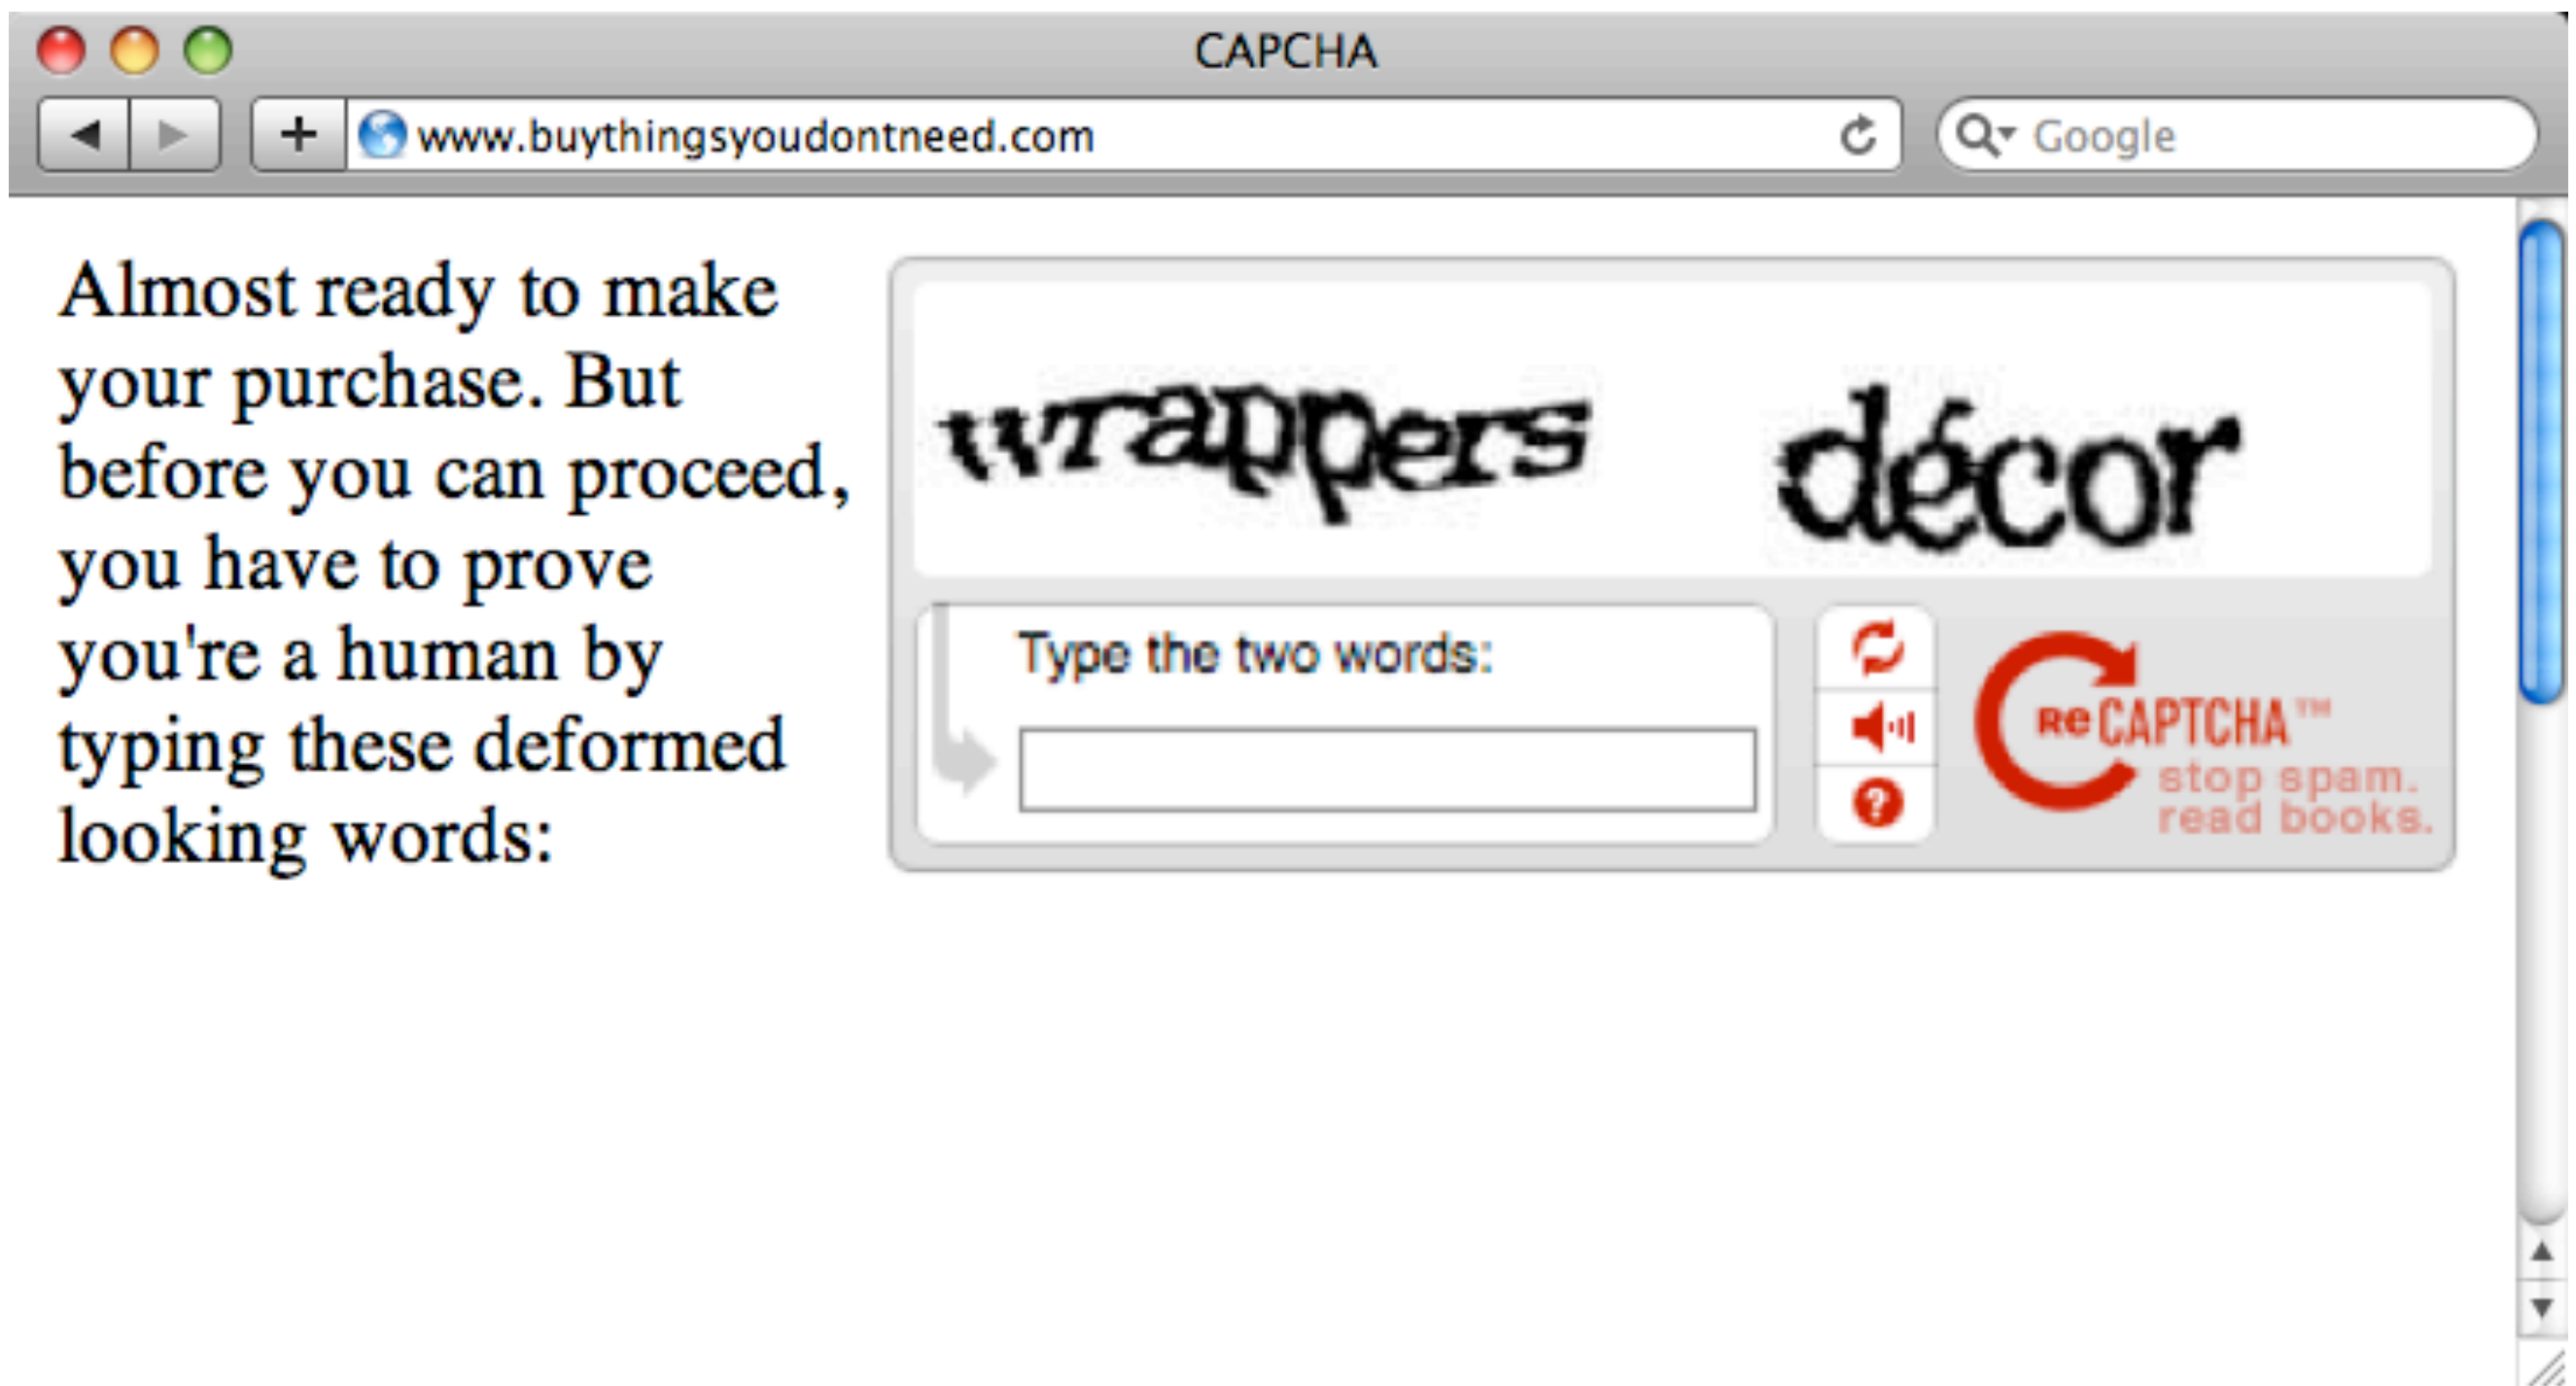 CAPCHA
www.buythingsyoudontneed.com
Google
Almost ready to make
your purchase. But
before you can proceed,
you have to prove
you're a human by
typing these deformed
looking words:
wrappers décor
Type the two words:
?
reCAPTCHA™
stop spam.
read books.